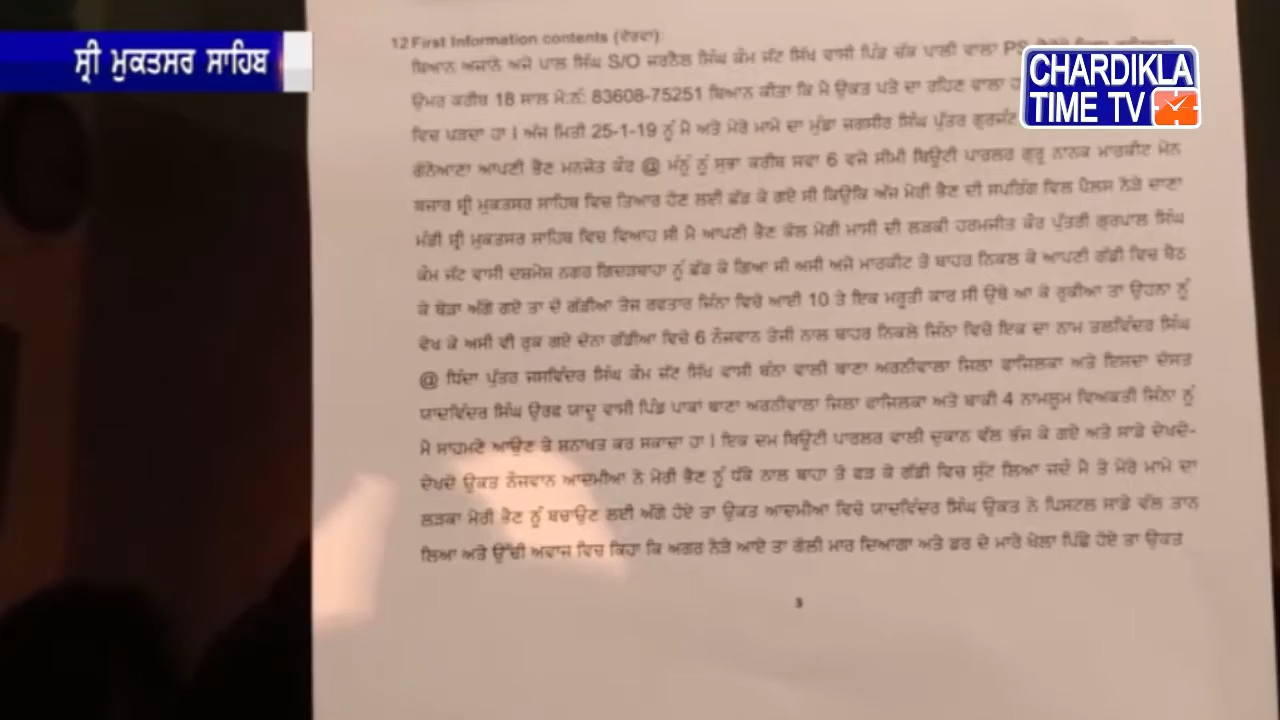 ਸ੍ਰੀ ਮੁਕਤਸਰ ਸਾਹਿਬ
CHARDIKLA
TIME TV
12 First Information contents (ਵੇਰਵਾ)
ਬਿਆਨ ਅਜਾਨੇ ਅਜੇ ਪਾਲ ਸਿੰਘ S/O ਜਰਨੈਲ ਸਿੰਘ ਕੌਮ ਜੱਟ ਸਿੱਖ ਵਾਸੀ ਪਿੰਡ ਚੱਕ ਪਾਲੀ ਵਾਲਾ PS
ਉਮਰ ਕਰੀਬ 18 ਸਾਲ ਮੋ.ਨੰ: 83608-75251 ਬਿਆਨ ਕੀਤਾ ਕਿ ਮੈ ਉਕਤ ਪਤੇ ਦਾ ਰਹਿਣ ਵਾਲਾ
ਵਿਚ ਪੜਦਾ ਹਾ । ਅੱਜ ਮਿਤੀ 25-1-19 ਨੂੰ ਮੈ ਅਤੇ ਮੇਰੇ ਮਾਮੇ ਦਾ ਮੁੰਡਾ ਜਗਸੀਰ ਸਿੰਘ ਪੁੱਤਰ ਗੁਰਜੰਟ
ਗੋਨੇਆਣਾ ਆਪਣੀ ਭੈਣ ਮਨਜੋਤ ਕੌਰ @ ਮੰਨੂੰ ਨੂੰ ਸੁਭਾ ਕਰੀਬ ਸਵਾ 6 ਵਜੇ ਸੀਮੀ ਬਿਊਟੀ ਪਾਰਲਰ ਗੁਰੂ ਨਾਨਕ ਮਾਰਕੀਟ ਮੇਨ
ਬਜਾਰ ਸ਼੍ਰੀ ਮੁਕਤਸਰ ਸਾਹਿਬ ਵਿਚ ਤਿਆਰ ਹੋਣ ਲਈ ਛੱਡ ਕੇ ਗਏ ਸੀ ਕਿਉਕਿ ਅੱਜ ਮੇਰੀ ਭੈਣ ਦੀ ਸਪਰਿੰਗ ਵਿਲ ਪੈਲਸ ਨੇੜੇ ਦਾਣਾ
ਮੰਡੀ ਸ਼੍ਰੀ ਮੁਕਤਸਰ ਸਾਹਿਬ ਵਿਚ ਵਿਆਹ ਸੀ ਮੈ ਆਪਣੀ ਭੈਣ ਕੋਲ ਮੇਰੀ ਮਾਸੀ ਦੀ ਲੜਕੀ ਹਰਮਜੀਤ ਕੌਰ ਪੁੱਤਰੀ ਗੁਰਪਾਲ ਸਿੰਘ
ਕੌਮ ਜੱਟ ਵਾਸੀ ਦਸ਼ਮੇਸ਼ ਨਗਰ ਗਿਦੜਬਾਹਾ ਨੂੰ ਛੱਡ ਕੇ ਗਿਆ ਸੀ ਅਸੀ ਅਜੇ ਮਾਰਕੀਟ ਤੋ ਬਾਹਰ ਨਿਕਲ ਕੇ ਆਪਣੀ ਗੱਡੀ ਵਿਚ ਬੈਠ
ਕੇ ਥੋੜਾ ਅੱਗੇ ਗਏ ਤਾ ਦੋ ਗੱਡੀਆ ਤੇਜ ਰਫਤਾਰ ਜਿੰਨਾ ਵਿਚੋ ਆਈ 10 ਤੇ ਇਕ ਮਰੂਤੀ ਕਾਰ ਸੀ ਉਥੇ ਆ ਕੇ ਰੁਕੀਆ ਤਾ ਉਹਨਾ ਨੂੰ
ਵੇਖ ਕੇ ਅਸੀ ਵੀ ਰੁਕ ਗਏ ਦੋਨਾ ਗੱਡੀਆ ਵਿਚੋ 6 ਨੌਜਵਾਨ ਤੇਜੀ ਨਾਲ ਬਾਹਰ ਨਿਕਲੇ ਜਿੰਨਾ ਵਿਚੋ ਇਕ ਦਾ ਨਾਮ ਤਲਵਿੰਦਰ ਸਿੰਘ
@ ਧਿੰਦਾ ਪੁੱਤਰ ਜਸਵਿੰਦਰ ਸਿੰਘ ਕੌਮ ਜੱਟ ਸਿੱਖ ਵਾਸੀ ਬੰਨਾ ਵਾਲੀ ਥਾਣਾ ਅਰਨੀਵਾਲਾ ਜਿਲਾ ਫਾਜਿਲਕਾ ਅਤੇ ਇਸਦਾ ਦੋਸਤ
ਯਾਦਵਿੰਦਰ ਸਿੰਘ ਉਰਫ ਯਾਦੂ ਵਾਸੀ ਪਿੰਡ ਪਾਕਾਂ ਥਾਣਾ ਅਰਨੀਵਾਲਾ ਜਿਲਾ ਫਾਜਿਲਕਾ ਅਤੇ ਬਾਕੀ 4 ਨਾਮਲੂਮ ਵਿਅਕਤੀ ਜਿੰਨਾ ਨੂੰ
ਮੈ ਸਾਹਮਣੇ ਆਉਣ ਤੇ ਸ਼ਨਾਖਤ ਕਰ ਸਕਾਦਾ ਹਾ । ਇਕ ਦਮ ਬਿਊਟੀ ਪਾਰਲਰ ਵਾਲੀ ਦੁਕਾਨ ਵੱਲ ਭੱਜ ਕੇ ਗਏ ਅਤੇ ਸਾਡੇ ਦੇਖਦੇ-
ਦੇਖਦੇ ਉਕਤ ਨੌਜਵਾਨ ਆਦਮੀਆ ਨੇ ਮੇਰੀ ਭੈਣ ਨੂੰ ਧੱਕੇ ਨਾਲ ਬਾਹਾ ਤੋ ਫੜ ਕੇ ਗੱਡੀ ਵਿਚ ਸੁੱਟ ਲਿਆ ਜਦੋ ਮੈ ਤੇ ਮੇਰੇ ਮਾਮੇ ਦਾ
ਲੜਕਾ ਮੇਰੀ ਭੈਣ ਨੂੰ ਬਚਾਉਣ ਲਈ ਅੱਗੇ ਹੋਏ ਤਾ ਉਕਤ ਆਦਮੀਆ ਵਿਚੋ ਯਾਦਵਿੰਦਰ ਸਿੰਘ ਉਕਤ ਨੇ ਪਿਸਟਲ ਸਾਡੇ ਵੱਲ ਤਾਨ
ਲਿਆ ਅਤੇ ਉੱਚੀ ਅਵਾਜ ਵਿਚ ਕਿਹਾ ਕਿ ਅਗਰ ਨੇੜੇ ਆਏ ਤਾ ਗੋਲੀ ਮਾਰ ਦਿਆਗਾ ਅਤੇ ਡਰ ਦੇ ਮਾਰੇ ਖੋਲਾ ਪਿੱਛੇ ਹੋਏ ਤਾ ਉਕਤ
3